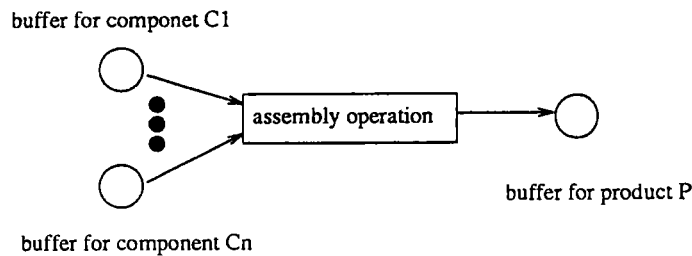 buffer for componet C1
assembly operation
buffer for product P
buffer for component Cn